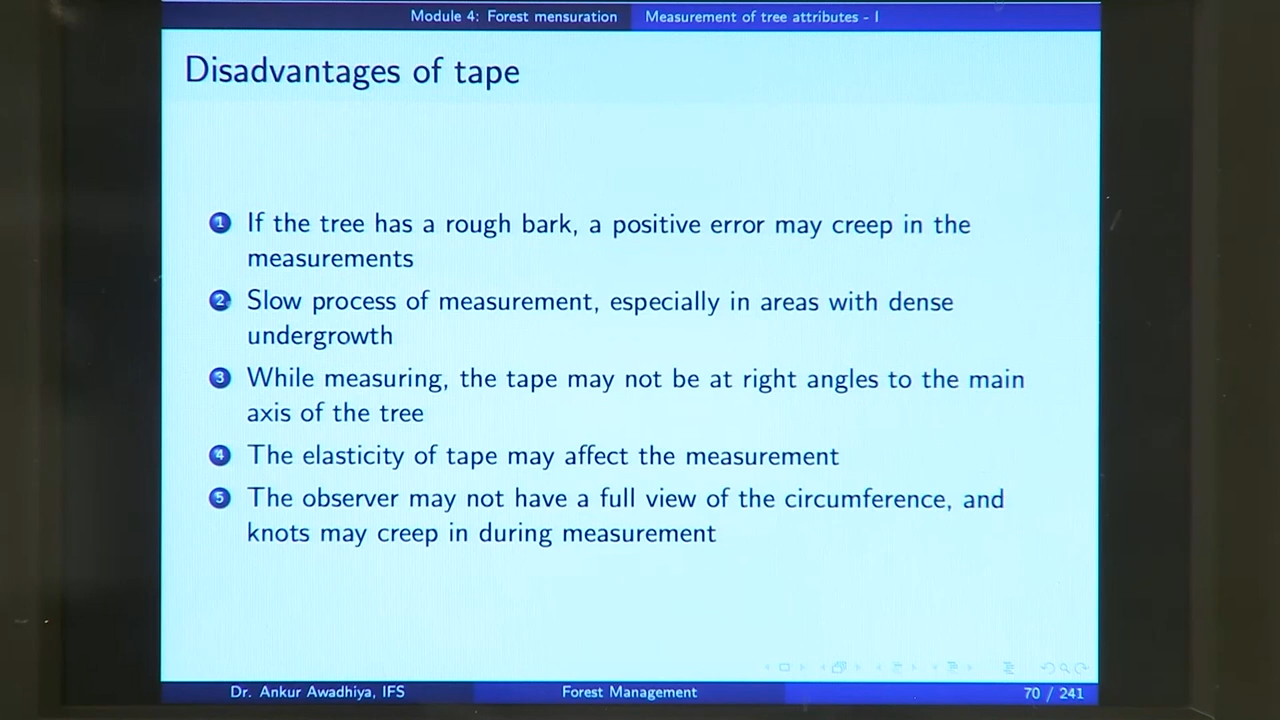 Module 4: Forest mensuration Measurement of tree attributes - I
Disadvantages of tape
1 If the tree has a rough bark, a positive error may creep in the
measurements
2 Slow process of measurement, especially in areas with dense
undergrowth
3 While measuring, the tape may not be at right angles to the main
axis of the tree
4 The elasticity of tape may affect the measurement
5 The observer may not have a full view of the circumference, and
knots may creep in during measurement
Dr. Ankur Awadhiya, IFS Forest Management 70 / 241